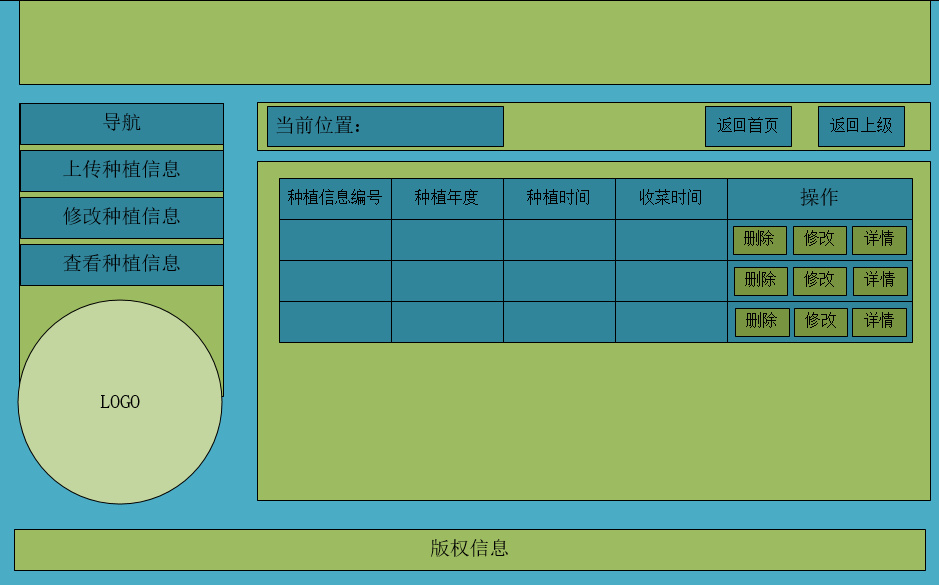 导航
上传种植信息
修改种植信息
查看种植信息
LOGO
当前位置：
返回首页
返回上级
种植信息编号 种植年度 种植时间 收菜时间 操作
删除 修改 详情
删除 修改 详情
删除 修改 详情
版权信息